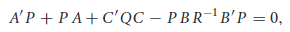 A′P + PA + C′QC − PBR⁻¹B′P = 0,